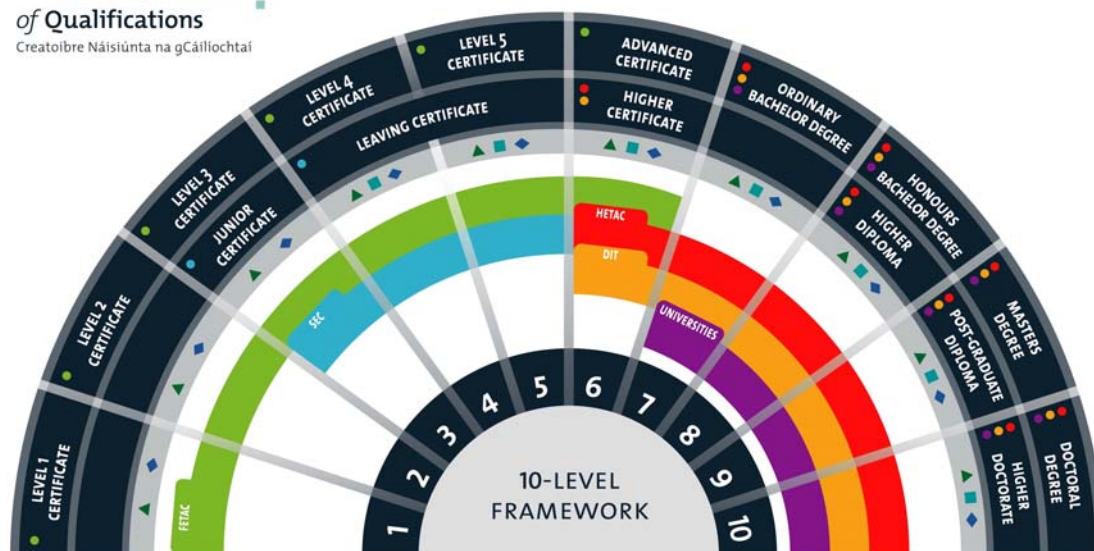 of Qualifications
Creatoibre Náisiúnta na gCáilíochtaí
LEVEL 1
CERTIFICATE
LEVEL 2
CERTIFICATE
LEVEL 3
CERTIFICATE
JUNIOR
CERTIFICATE
LEVEL 4
CERTIFICATE
LEVEL 5
CERTIFICATE
LEAVING CERTIFICATE
ADVANCED
CERTIFICATE
HIGHER
CERTIFICATE
ORDINARY
BACHELOR DEGREE
HONOURS
BACHELOR DEGREE
HIGHER
DIPLOMA
MASTERS
DEGREE
POST-GRADUATE
DIPLOMA
DOCTORAL
DEGREE
HIGHER
DOCTORATE
FETAC
SEC
HETAC
DIT
UNIVERSITIES
1
2
3
4
5
6
7
8
9
10
10-LEVEL
FRAMEWORK